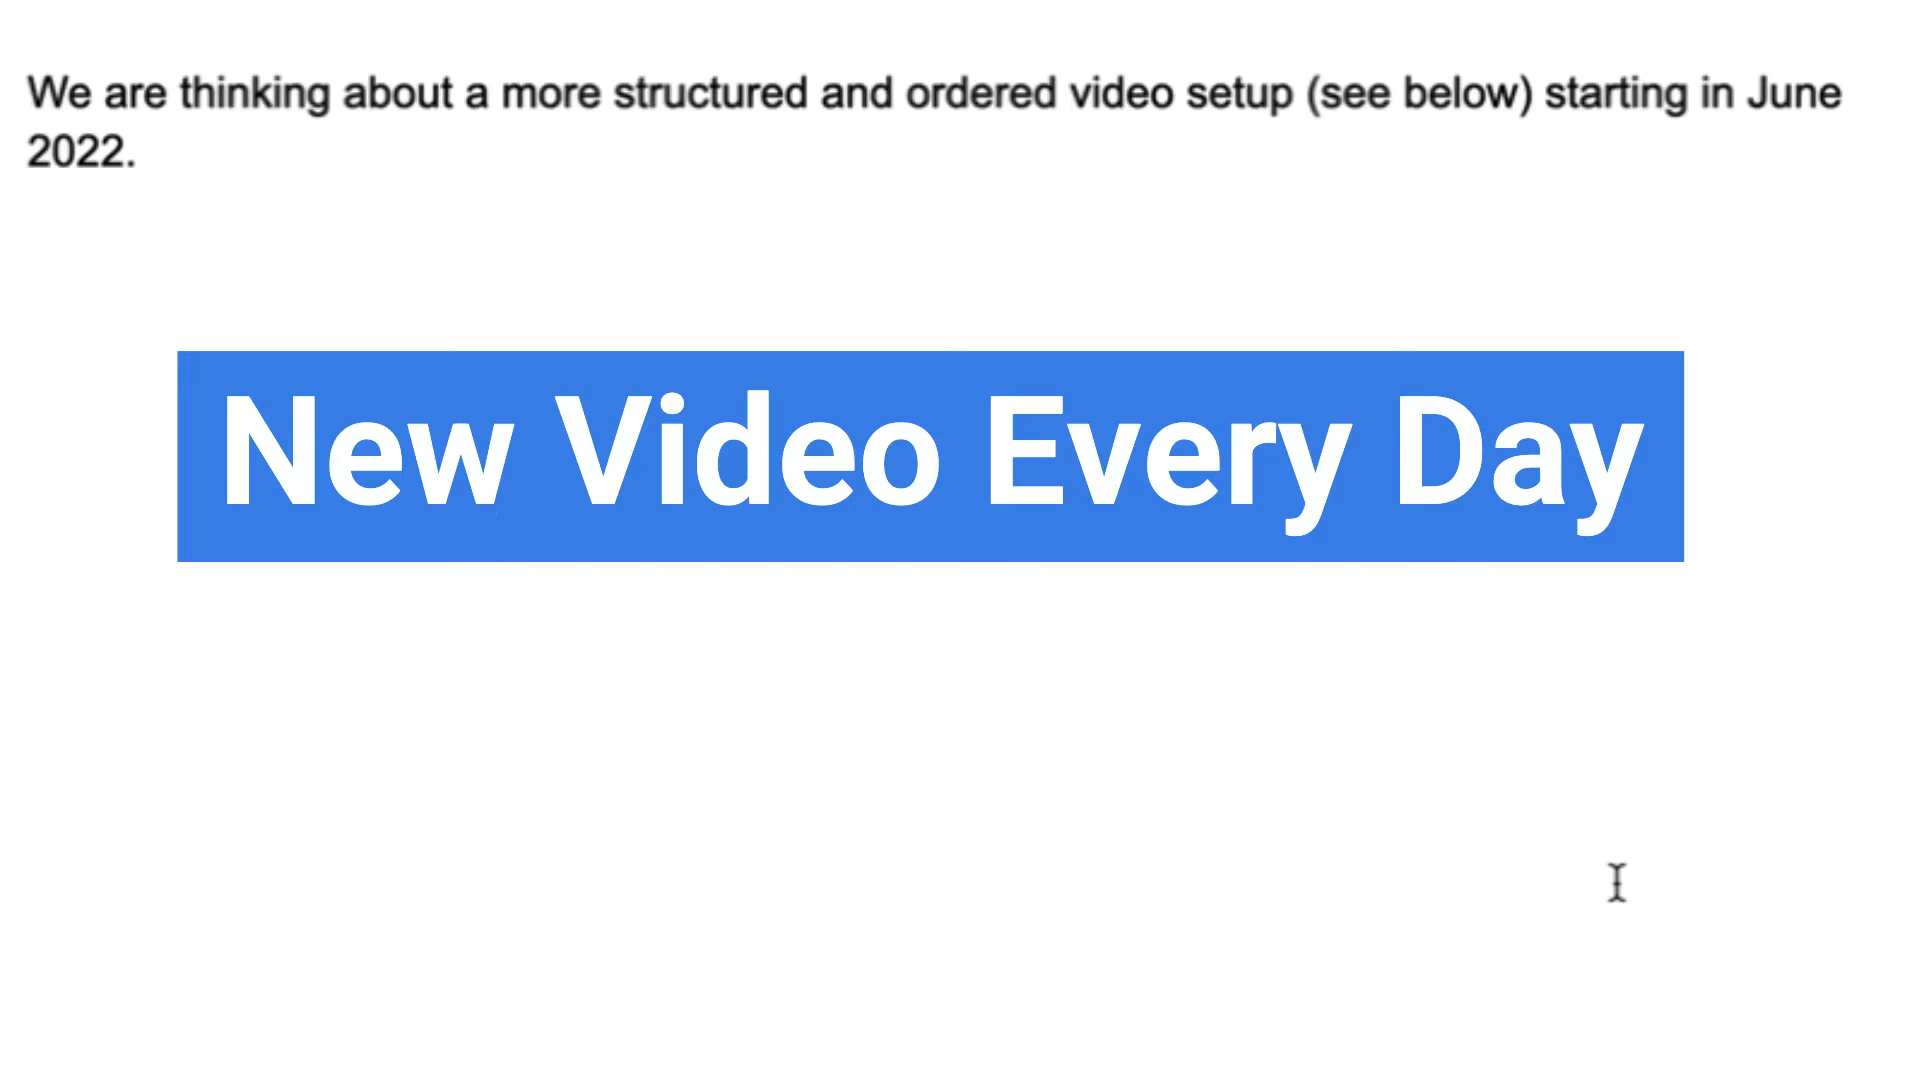 We are thinking about a more structured and ordered video setup (see below) starting in June
2022.
New Video Every Day